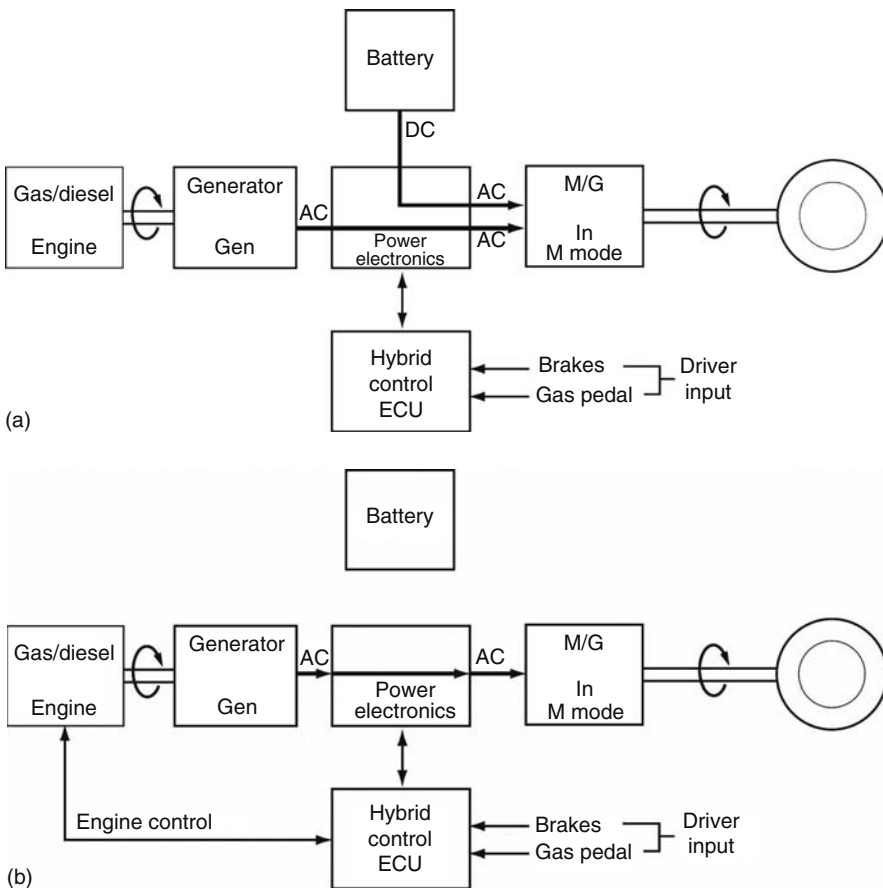 Battery
DC
Gas/diesel
Engine
Generator
Gen
AC
Power
electronics
AC
AC
M/G
In
M mode
Hybrid
control
ECU
Brakes
Gas pedal
Driver
input
(a)
Battery
Gas/diesel
Engine
Generator
Gen
AC
Power
electronics
AC
M/G
In
M mode
Engine control
Hybrid
control
ECU
Brakes
Gas pedal
Driver
input
(b)